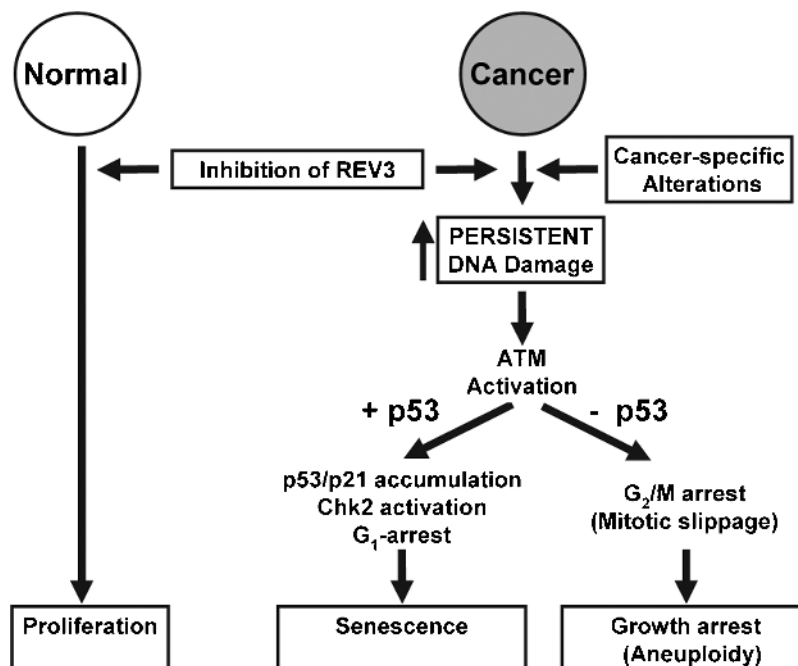 Normal
Cancer
Inhibition of REV3
Cancer-specific
Alterations
PERSISTENT
DNA Damage
ATM
Activation
+ p53
- p53
p53/p21 accumulation
Chk2 activation
G₁-arrest
G₂/M arrest
(Mitotic slippage)
Proliferation
Senescence
Growth arrest
(Aneuploidy)